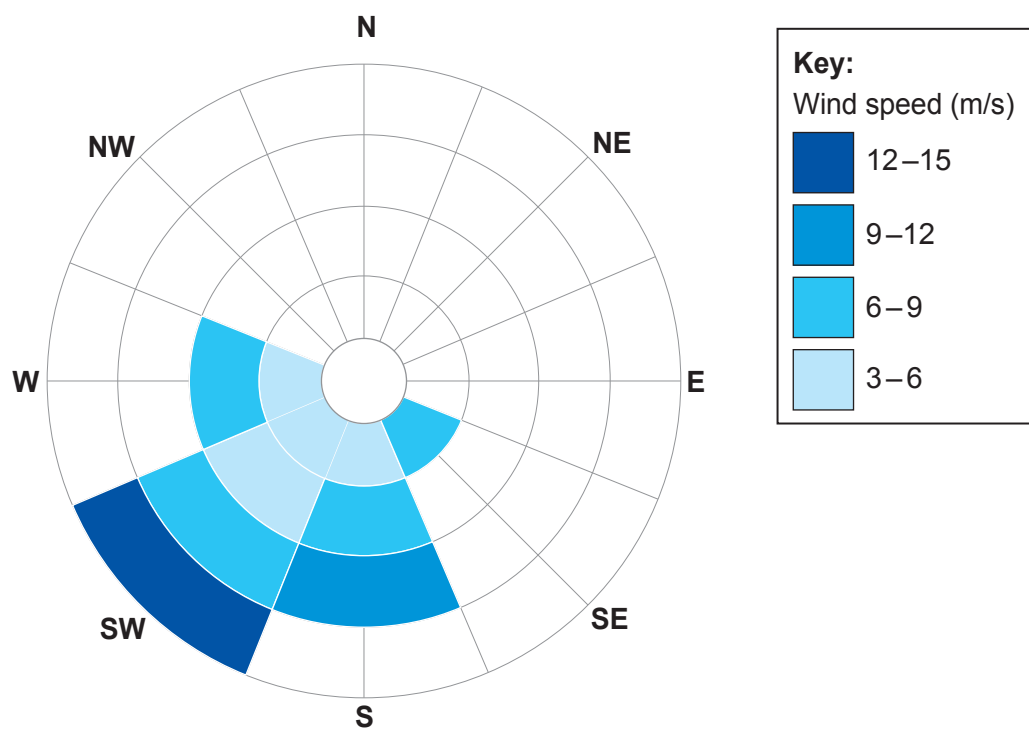 N
NE
E
SE
S
SW
W
NW
Key:
Wind speed (m/s)
12–15
9–12
6–9
3–6